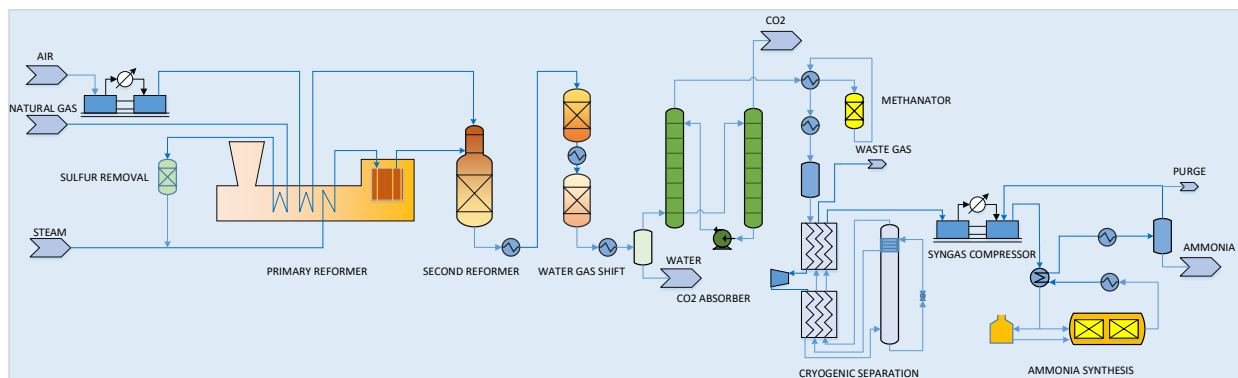 CO2
AIR
NATURAL GAS
METHANATOR
WASTE GAS
SULFUR REMOVAL
PURGE
STEAM
PRIMARY REFORMER
SECOND REFORMER
WATER GAS SHIFT
WATER
CO2 ABSORBER
SYNGAS COMPRESSOR
AMMONIA
CRYOGENIC SEPARATION
AMMONIA SYNTHESIS